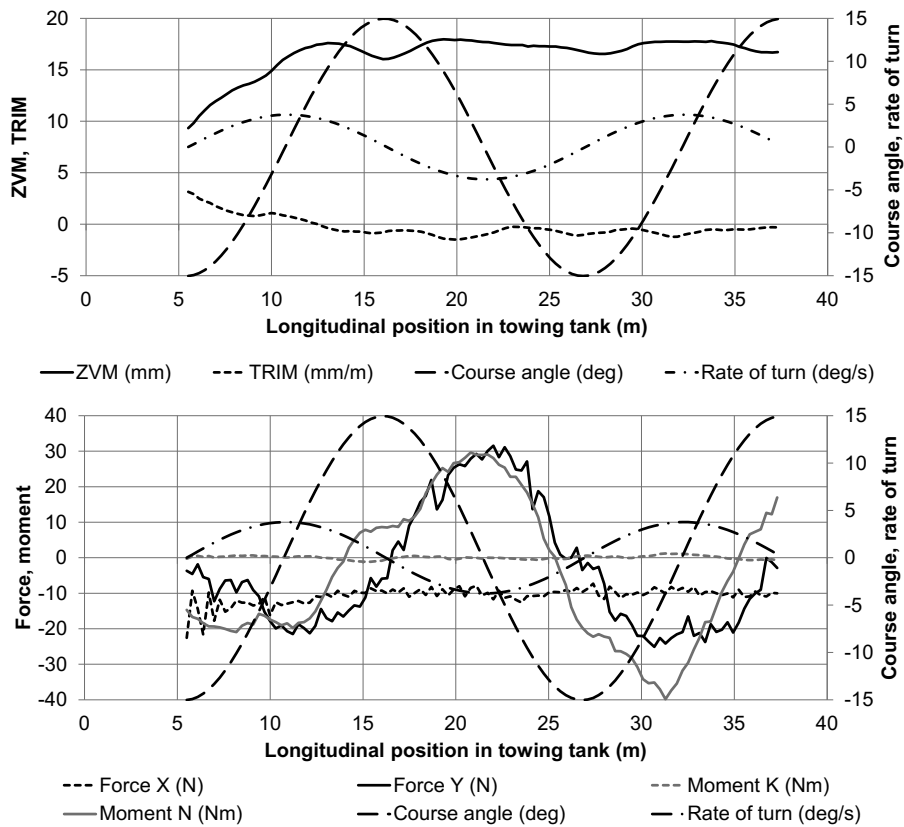 20
15
10
5
0
-5
ZVM, TRIM
15
10
5
0
-5
-10
-15
Course angle, rate of turn
0 5 10 15 20 25 30 35 40
Longitudinal position in towing tank (m)
ZVM (mm) TRIM (mm/m) Course angle (deg) Rate of turn (deg/s)
40
30
20
10
0
-10
-20
-30
-40
Force, moment
15
10
5
0
-5
-10
-15
Course angle, rate of turn
0 5 10 15 20 25 30 35 40
Longitudinal position in towing tank (m)
Force X (N) Force Y (N) Moment K (Nm)
Moment N (Nm) Course angle (deg) Rate of turn (deg/s)